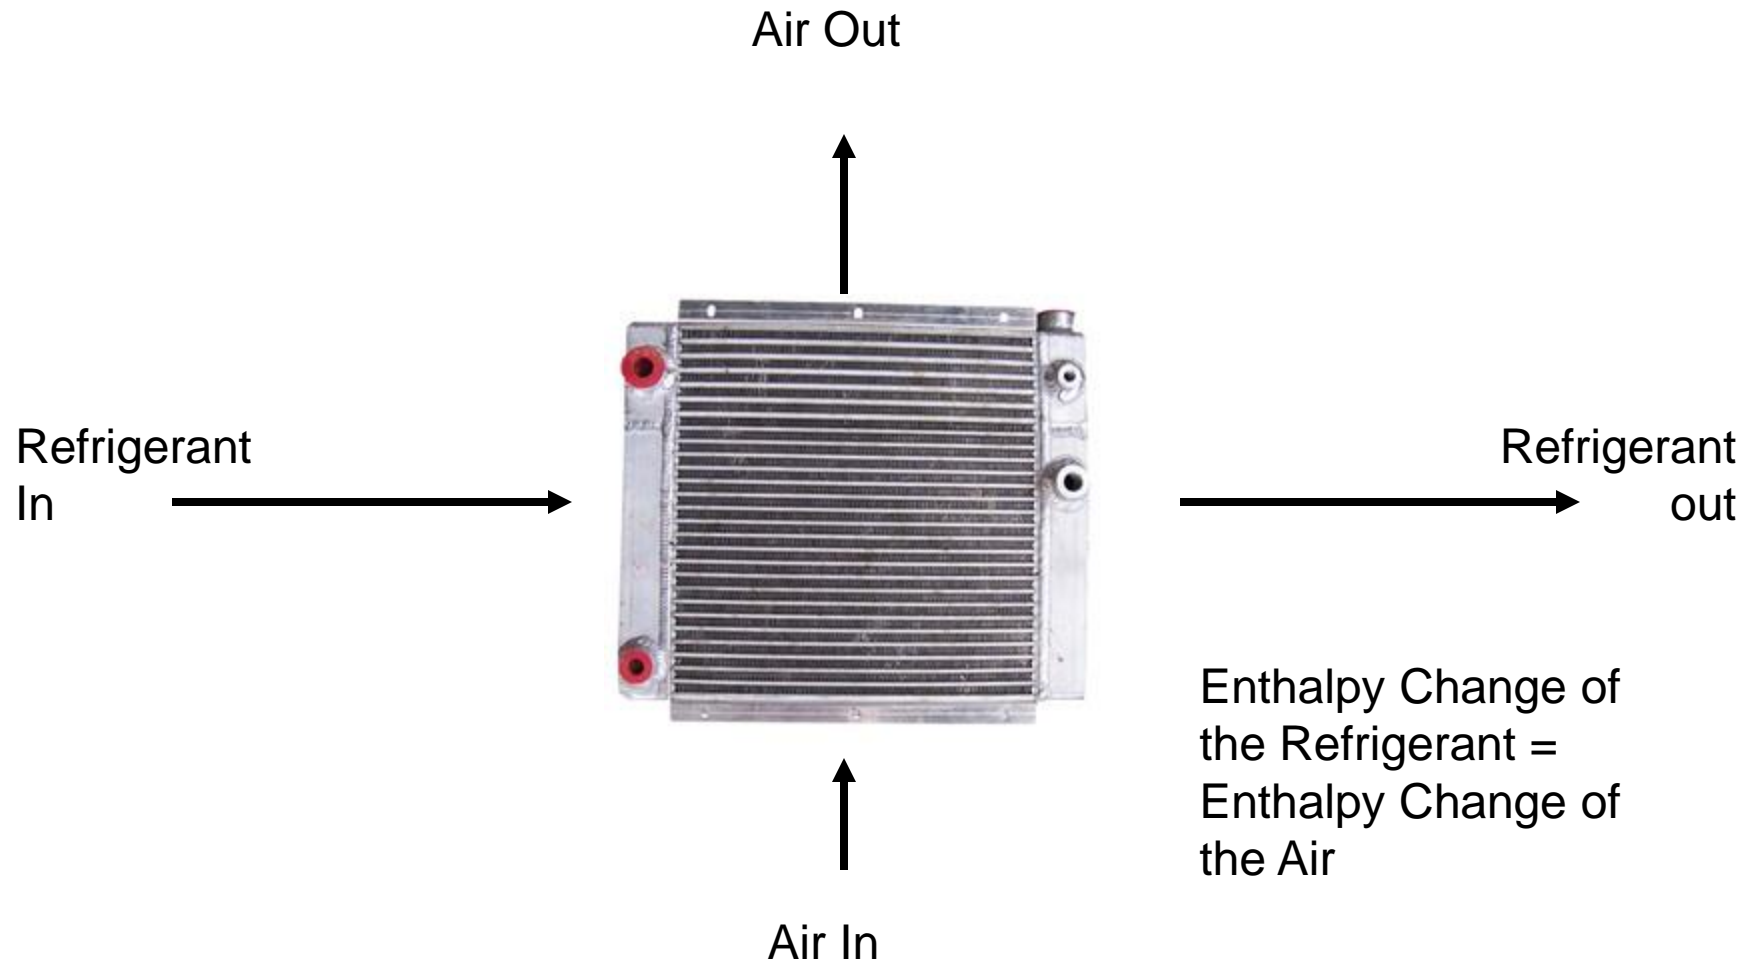 Air Out
Refrigerant
In
Refrigerant
out
Enthalpy Change of
the Refrigerant =
Enthalpy Change of
the Air
Air In